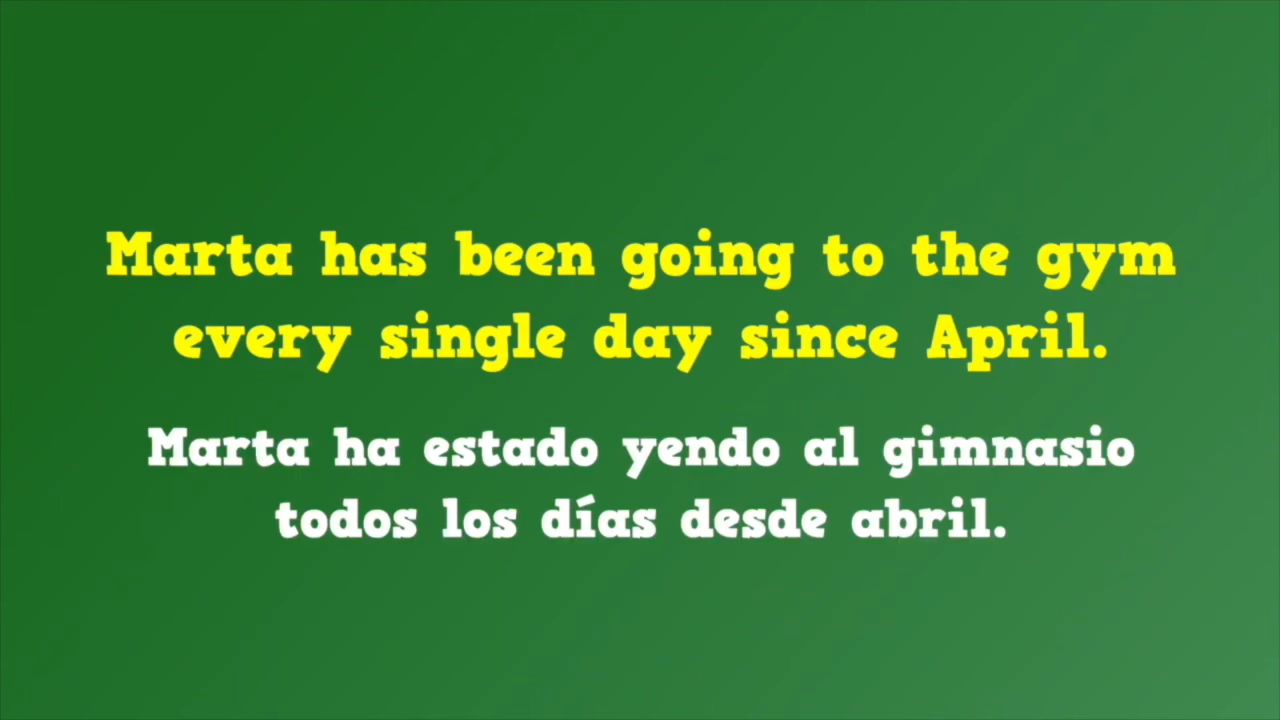 Marta has been going to the gym
every single day since April.
Marta ha estado yendo al gimnasio
todos los días desde abril.